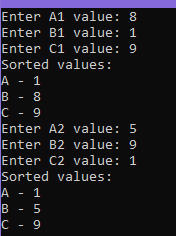 Enter A1 value: 8
Enter B1 value: 1
Enter C1 value: 9
Sorted values:
A - 1
B - 8
C - 9
Enter A2 value: 5
Enter B2 value: 9
Enter C2 value: 1
Sorted values:
A - 1
B - 5
C - 9